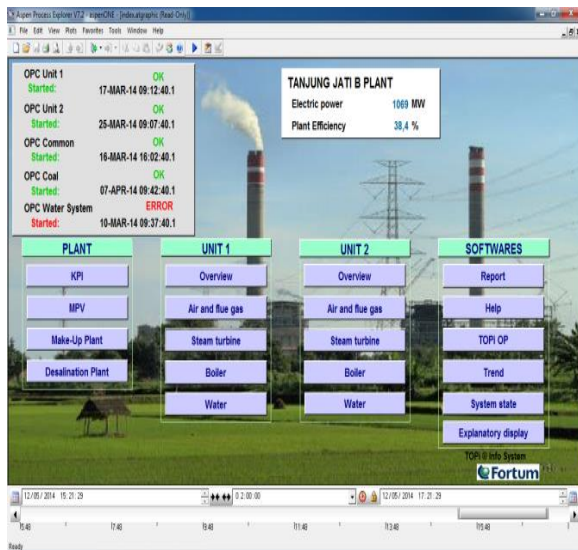 Aspen Process Explorer V7.2 - aspenONE - [index.atgraphic (Read-Only)]
File Edit View Plots Favorites Tools Window Help
OPC Unit 1 OK
Started: 17-MAR-14 09:12:40.1
OPC Unit 2 OK
Started: 25-MAR-14 09:07:40.1
OPC Common OK
Started: 16-MAR-14 16:02:40.1
OPC Coal OK
Started: 07-APR-14 09:42:40.1
OPC Water System ERROR
Started: 10-MAR-14 09:37:40.1
TANJUNG JATI B PLANT
Electric power 1069 MW
Plant Efficiency 38,4 %
PLANT
KPI
MPV
Make-Up Plant
Desalination Plant
UNIT 1
Overview
Air and flue gas
Steam turbine
Boiler
Water
UNIT 2
Overview
Air and flue gas
Steam turbine
Boiler
Water
SOFTWARES
Report
Help
TOPi OP
Trend
System state
Explanatory display
TOPi ® Info System
Fortum
12/05/2014 15:21:29 0 2:00:00 12/05/2014 17:21:29
Ready